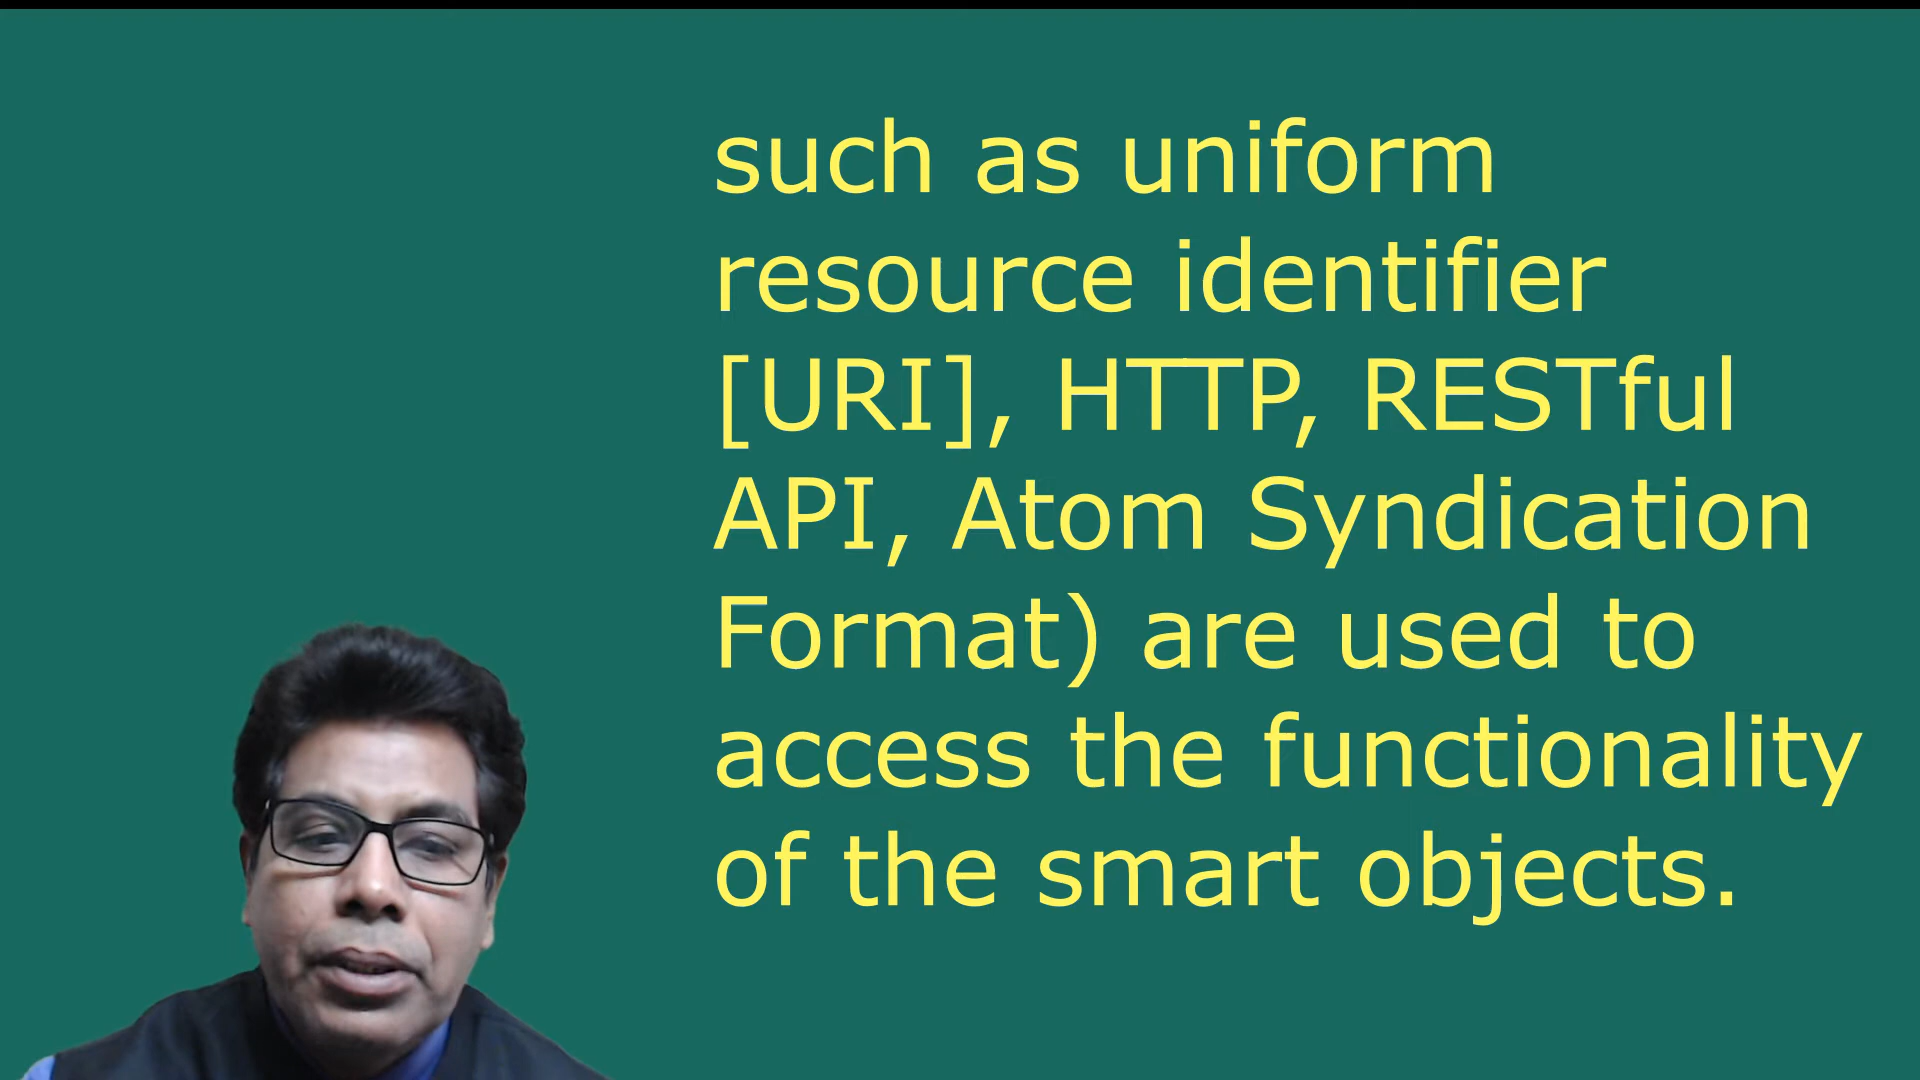 such as uniform
resource identifier
[URI], HTTP, RESTful
API, Atom Syndication
Format) are used to
access the functionality
of the smart objects.